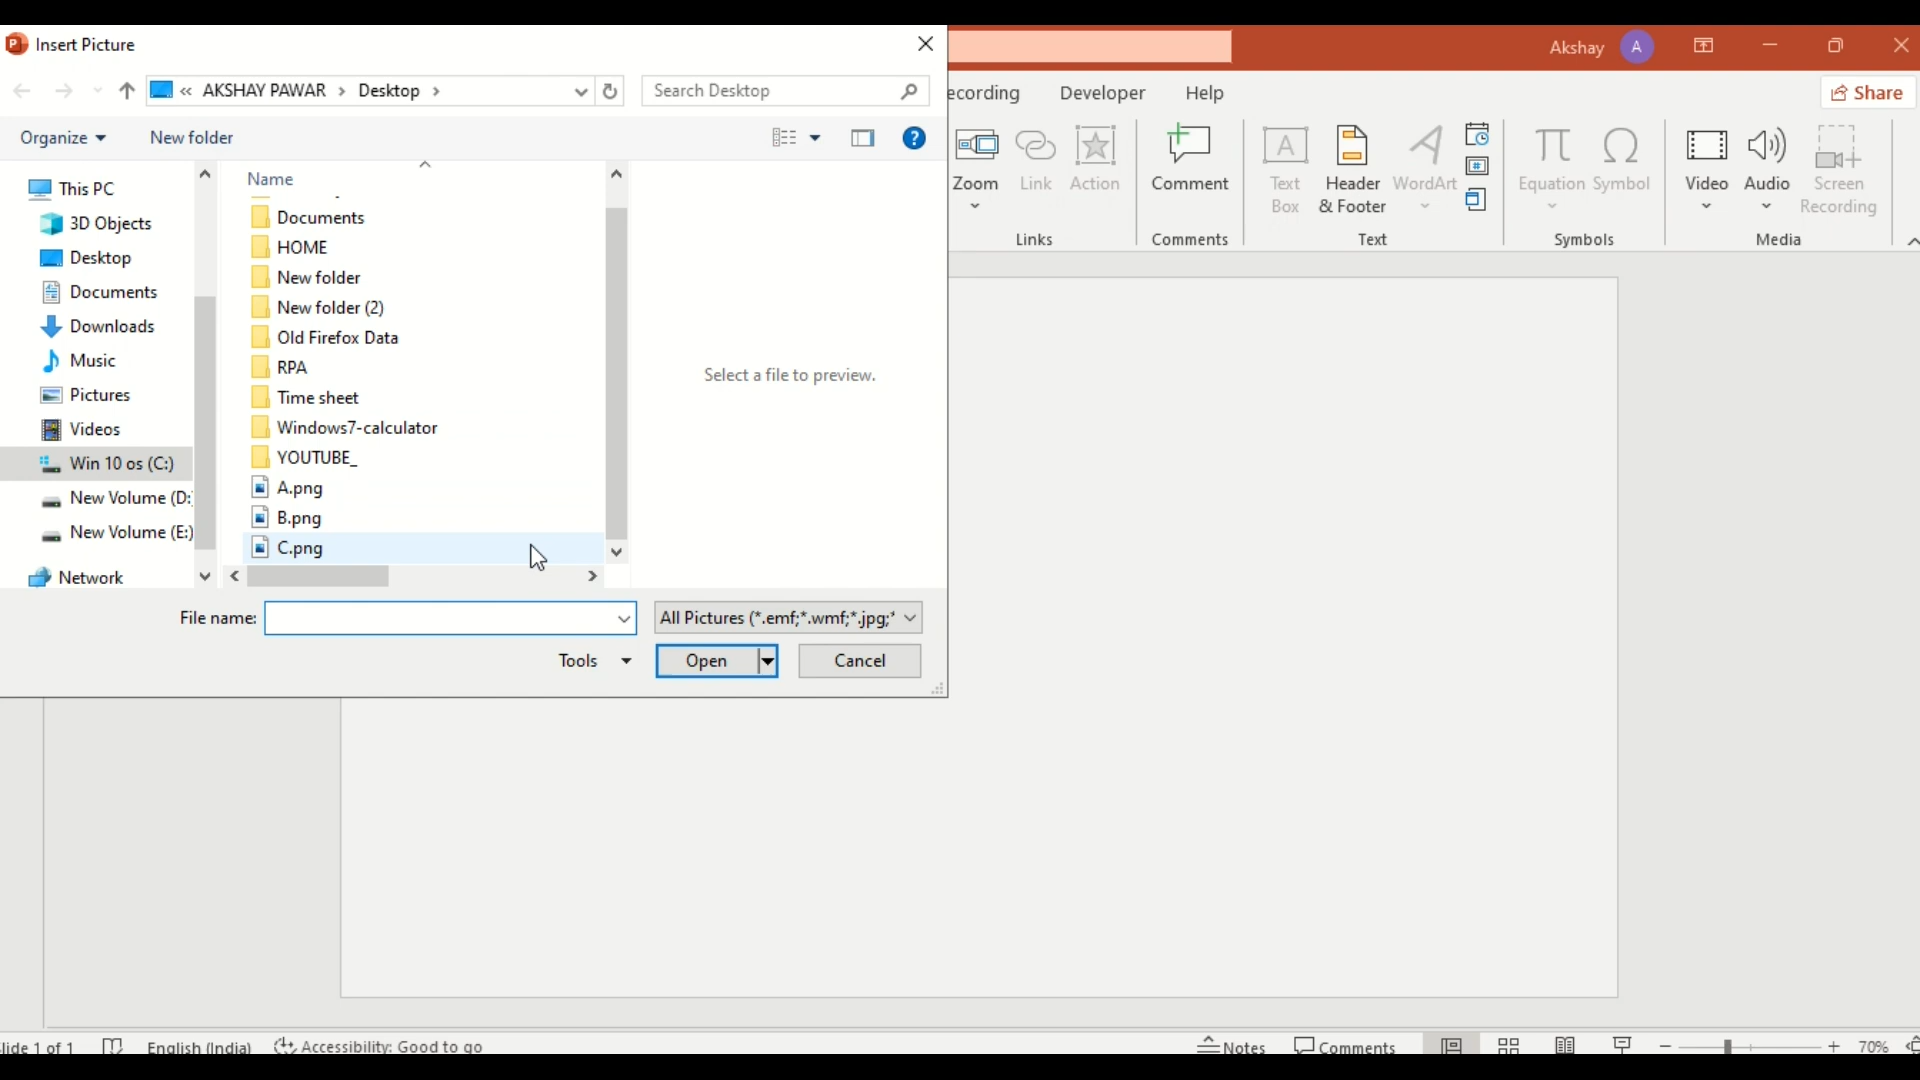 Insert Picture
Akshay A
« AKSHAY PAWAR › Desktop ›
Search Desktop
ecording Developer Help
Share
Organize New folder
This PC
3D Objects
Desktop
Documents
Downloads
Music
Pictures
Videos
Win 10 os (C:)
New Volume (D:
New Volume (E:)
Network
Name
Documents
HOME
New folder
New folder (2)
Old Firefox Data
RPA
Time sheet
Windows7-calculator
YOUTUBE_
A.png
B.png
C.png
Select a file to preview.
File name:
All Pictures (*.emf;*.wmf;*.jpg;*
Tools Open Cancel
Zoom
Link
Action
Links
Comment
Comments
Text
Box
Header
& Footer
WordArt
Text
Equation
Symbol
Symbols
Video
Audio
Screen
Recording
Media
lide 1 of 1 English (India) Accessibility: Good to go Notes Comments 70%